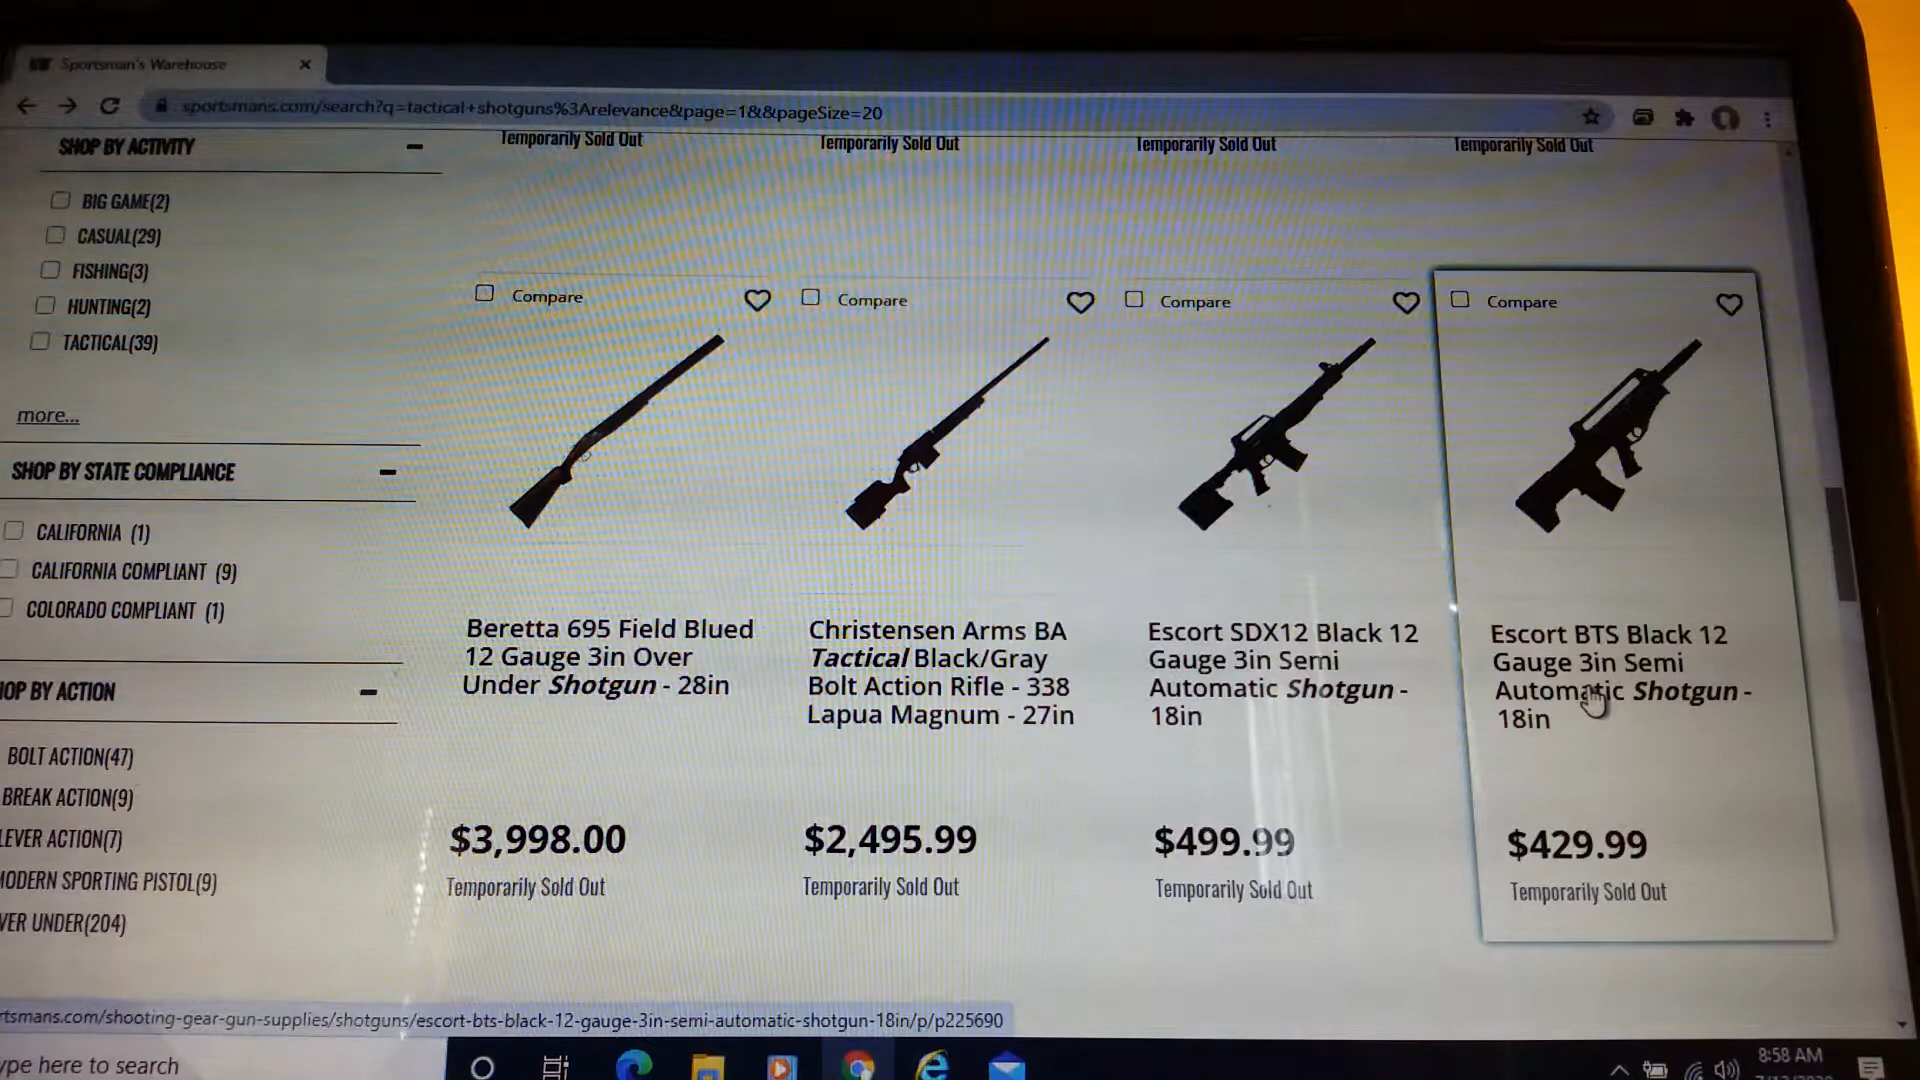 Sportsman's Warehouse
sportsmans.com/search?q=tactical+shotguns%3Arelevance&page=1&&pageSize=20
SHOP BY ACTIVITY
BIG GAME(2)
CASUAL(29)
FISHING(3)
HUNTING(2)
TACTICAL(39)
more...
SHOP BY STATE COMPLIANCE
CALIFORNIA (1)
CALIFORNIA COMPLIANT (9)
COLORADO COMPLIANT (1)
HOP BY ACTION
BOLT ACTION(47)
BREAK ACTION(9)
LEVER ACTION(7)
MODERN SPORTING PISTOL(9)
VER UNDER(204)
Temporarily Sold Out
Temporarily Sold Out
Temporarily Sold Out
Temporarily Sold Out
Compare
Beretta 695 Field Blued
12 Gauge 3in Over
Under Shotgun - 28in
$3,998.00
Temporarily Sold Out
Compare
Christensen Arms BA
Tactical Black/Gray
Bolt Action Rifle - 338
Lapua Magnum - 27in
$2,495.99
Temporarily Sold Out
Compare
Escort SDX12 Black 12
Gauge 3in Semi
Automatic Shotgun -
18in
$499.99
Temporarily Sold Out
Compare
Escort BTS Black 12
Gauge 3in Semi
Automatic Shotgun -
18in
$429.99
Temporarily Sold Out
rtsmans.com/shooting-gear-gun-supplies/shotguns/escort-bts-black-12-gauge-3in-semi-automatic-shotgun-18in/p/p225690
ype here to search
8:58 AM